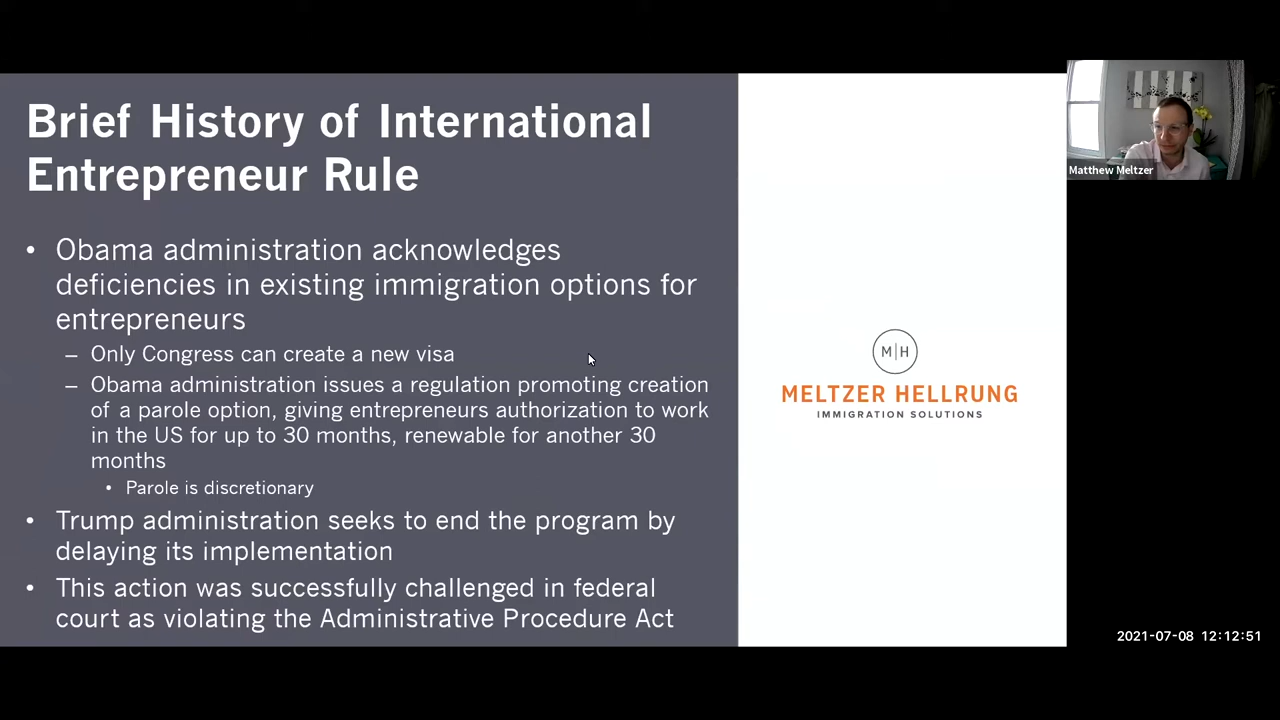 Brief History of International
Entrepreneur Rule
• Obama administration acknowledges
deficiencies in existing immigration options for
entrepreneurs
– Only Congress can create a new visa
– Obama administration issues a regulation promoting creation
of a parole option, giving entrepreneurs authorization to work
in the US for up to 30 months, renewable for another 30
months
• Parole is discretionary
• Trump administration seeks to end the program by
delaying its implementation
• This action was successfully challenged in federal
court as violating the Administrative Procedure Act
M|H
MELTZER HELLRUNG
IMMIGRATION SOLUTIONS
Matthew Meltzer
2021-07-08 12:12:51